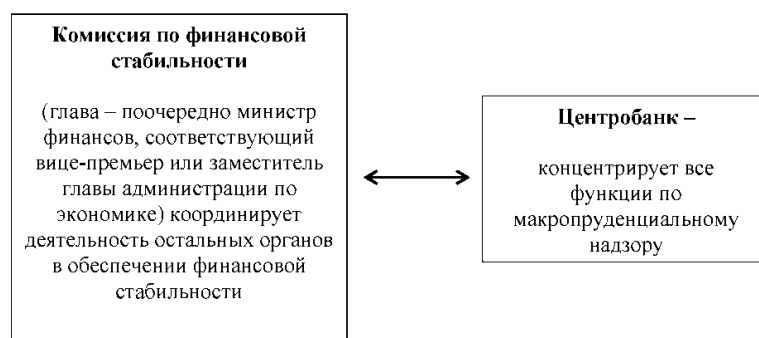 Комиссия по финансовой
стабильности
(глава – поочередно министр
финансов, соответствующий
вице-премьер или заместитель
главы администрации по
экономике) координирует
деятельность остальных органов
в обеспечении финансовой
стабильности
Центробанк –
концентрирует все
функции по
макропруденциальному
надзору